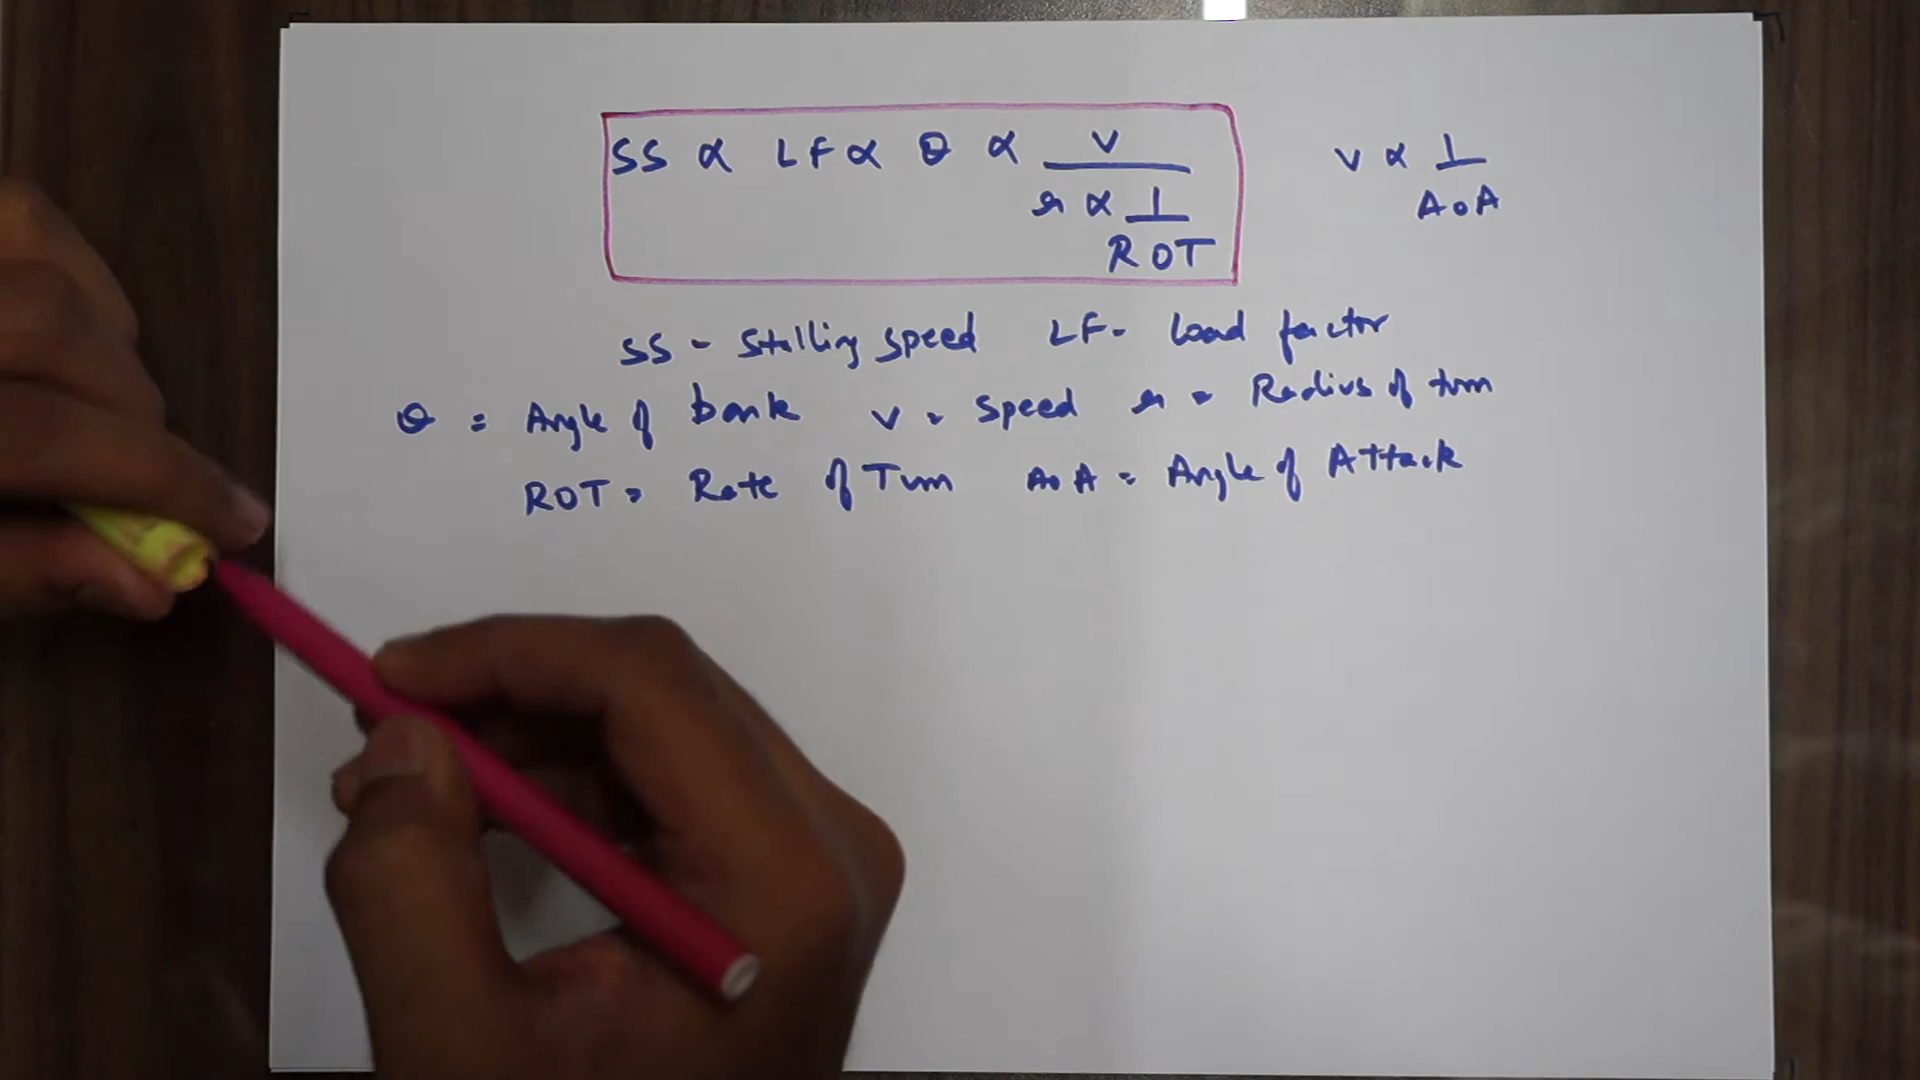 SS ∝ LF ∝ θ ∝ V
r ∝ 1
ROT
V ∝ 1
AOA
SS - Stalling speed LF - Load factor
θ = Angle of bank V = Speed r = Radius of turn
ROT = Rate of Turn AOA = Angle of Attack